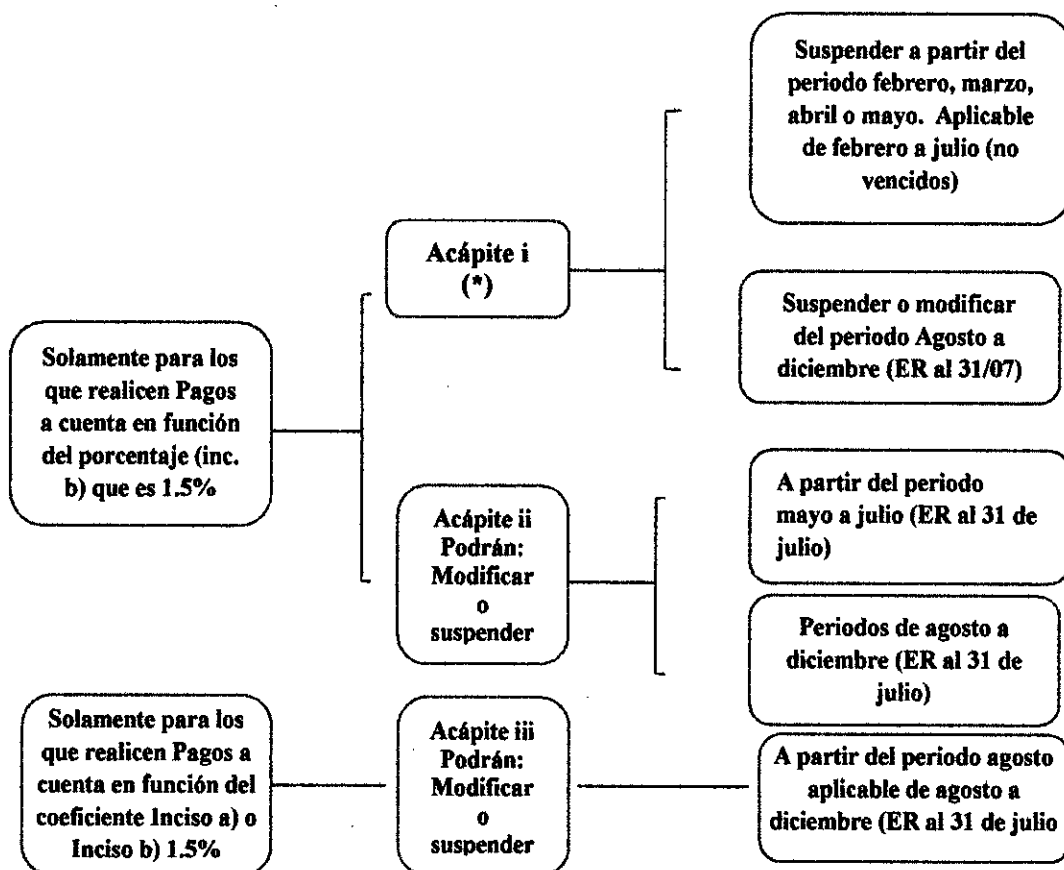 Suspender a partir del
periodo febrero, marzo,
abril o mayo. Aplicable
de febrero a julio (no
vencidos)
Acápite i
(*)
Suspender o modificar
del periodo Agosto a
diciembre (ER al 31/07)
Solamente para los
que realicen Pagos
a cuenta en función
del porcentaje (inc.
b) que es 1.5%
Acápite ii
Podrán:
Modificar
o
suspender
A partir del periodo
mayo a julio (ER al 31 de
julio)
Periodos de agosto a
diciembre (ER al 31 de
julio)
Solamente para los
que realicen Pagos a
cuenta en función del
coeficiente Inciso a) o
Inciso b) 1.5%
Acápite iii
Podrán:
Modificar
o
suspender
A partir del periodo agosto
aplicable de agosto a
diciembre (ER al 31 de julio